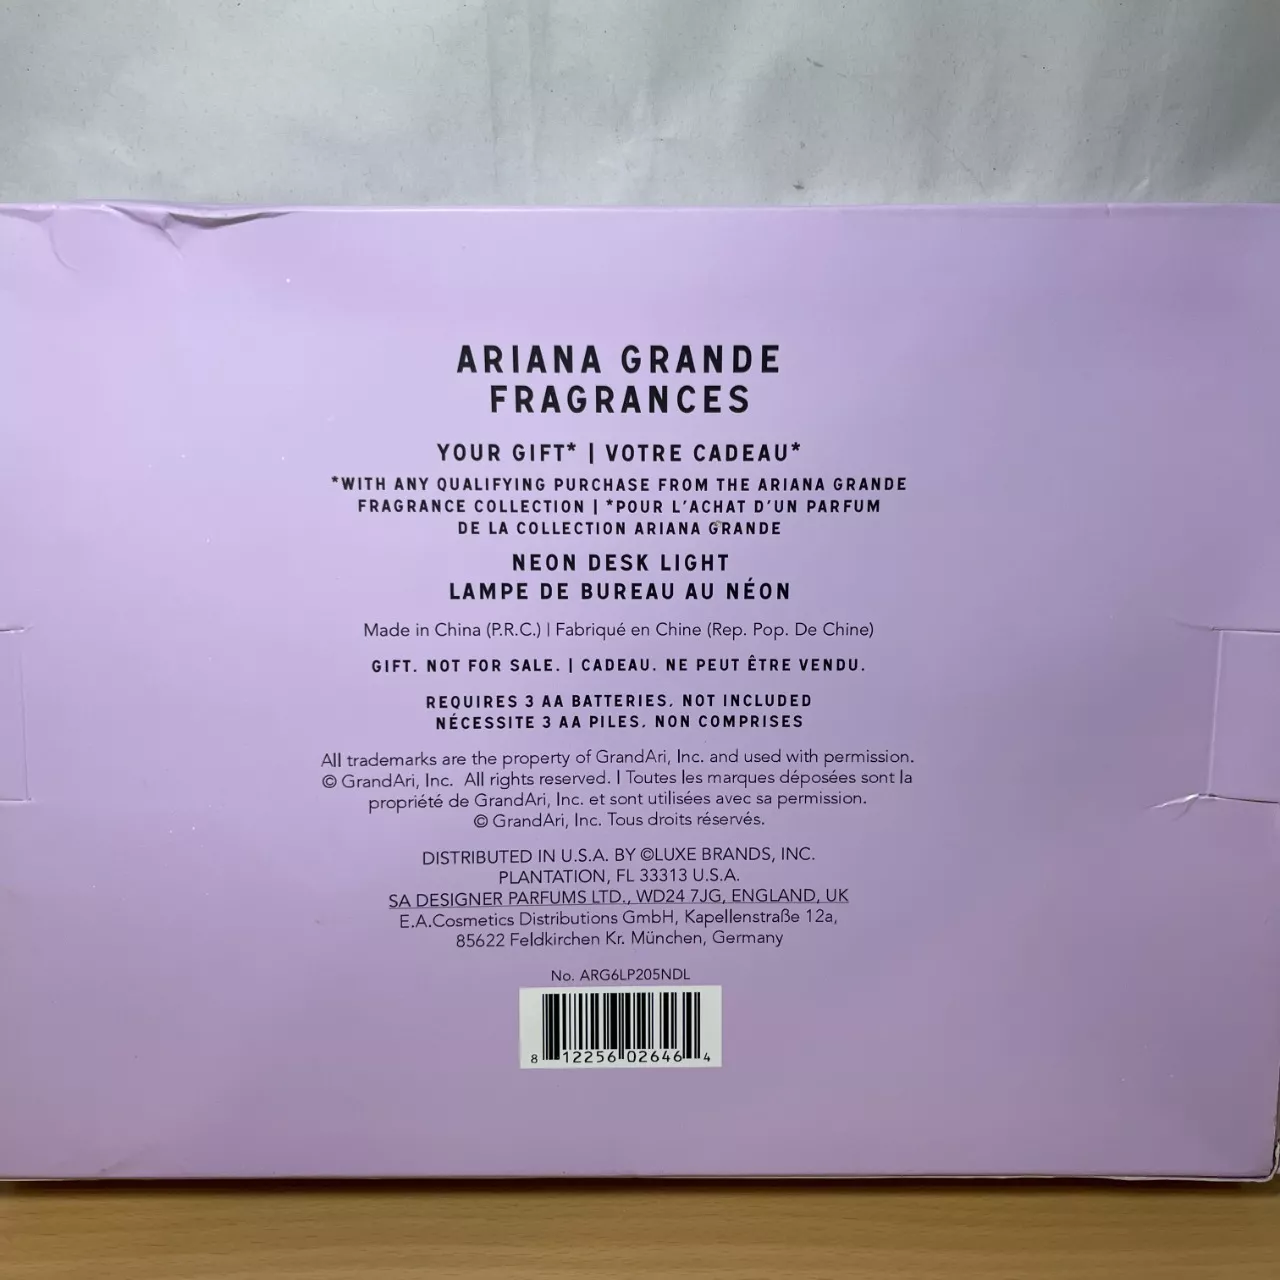 ARIANA GRANDE
FRAGRANCES
YOUR GIFT* | VOTRE CADEAU*
*WITH ANY QUALIFYING PURCHASE FROM THE ARIANA GRANDE
FRAGRANCE COLLECTION | *POUR L'ACHAT D'UN PARFUM
DE LA COLLECTION ARIANA GRANDE
NEON DESK LIGHT
LAMPE DE BUREAU AU NÉON
Made in China (P.R.C.) | Fabriqué en Chine (Rep. Pop. De Chine)
GIFT. NOT FOR SALE. | CADEAU. NE PEUT ÊTRE VENDU.
REQUIRES 3 AA BATTERIES. NOT INCLUDED
NÉCESSITE 3 AA PILES. NON COMPRISES
All trademarks are the property of GrandAri, Inc. and used with permission.
© GrandAri, Inc. All rights reserved. | Toutes les marques déposées sont la
propriété de GrandAri, Inc. et sont utilisées avec sa permission.
© GrandAri, Inc. Tous droits réservés.
DISTRIBUTED IN U.S.A. BY ©LUXE BRANDS, INC.
PLANTATION, FL 33313 U.S.A.
SA DESIGNER PARFUMS LTD., WD24 7JG, ENGLAND, UK
E.A.Cosmetics Distributions GmbH, Kapellenstraße 12a,
85622 Feldkirchen Kr. München, Germany
No. ARG6LP205NDL
8 12256 02646 4